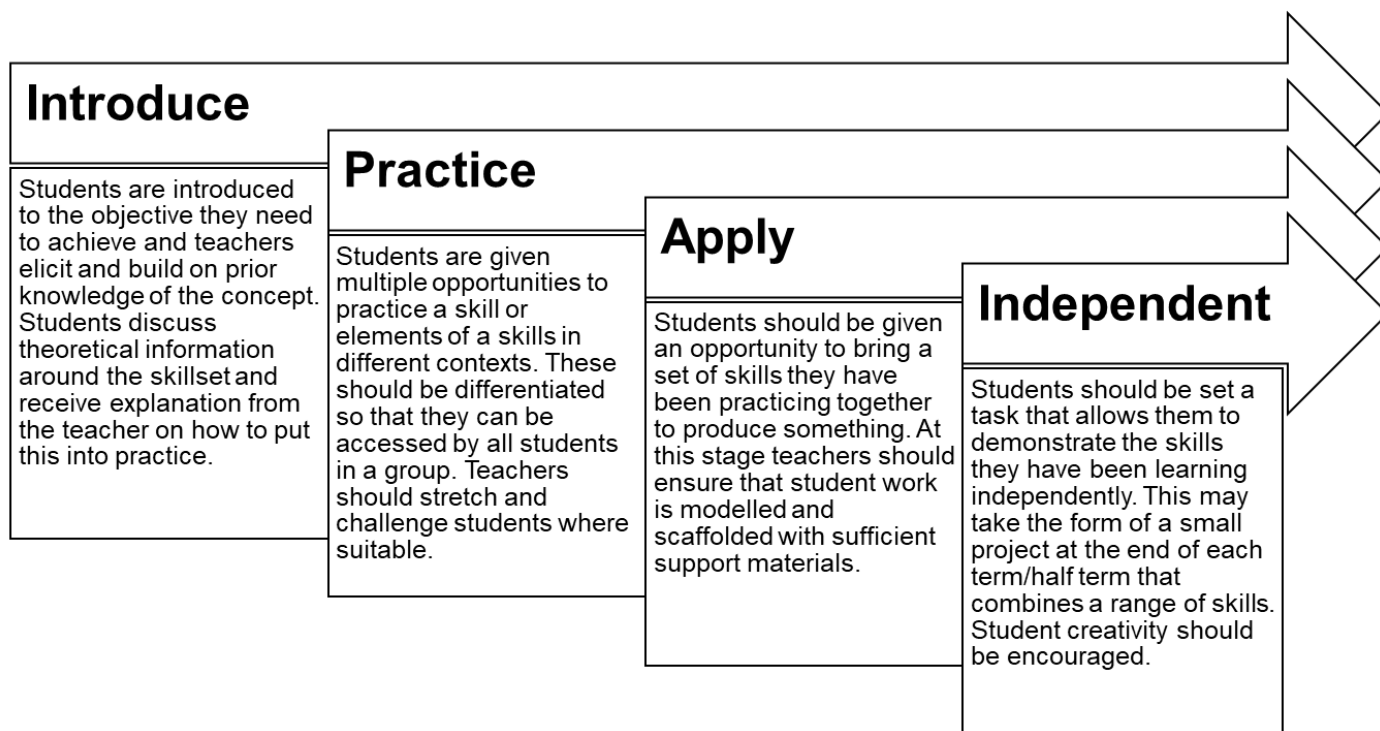 Introduce
Students are introduced
to the objective they need
to achieve and teachers
elicit and build on prior
knowledge of the concept.
Students discuss
theoretical information
around the skillset and
receive explanation from
the teacher on how to put
this into practice.
Practice
Students are given
multiple opportunities to
practice a skill or
elements of a skills in
different contexts. These
should be differentiated
so that they can be
accessed by all students
in a group. Teachers
should stretch and
challenge students where
suitable.
Apply
Students should be given
an opportunity to bring a
set of skills they have
been practicing together
to produce something. At
this stage teachers should
ensure that student work
is modelled and
scaffolded with sufficient
support materials.
Independent
Students should be set a
task that allows them to
demonstrate the skills
they have been learning
independently. This may
take the form of a small
project at the end of each
term/half term that
combines a range of skills.
Student creativity should
be encouraged.